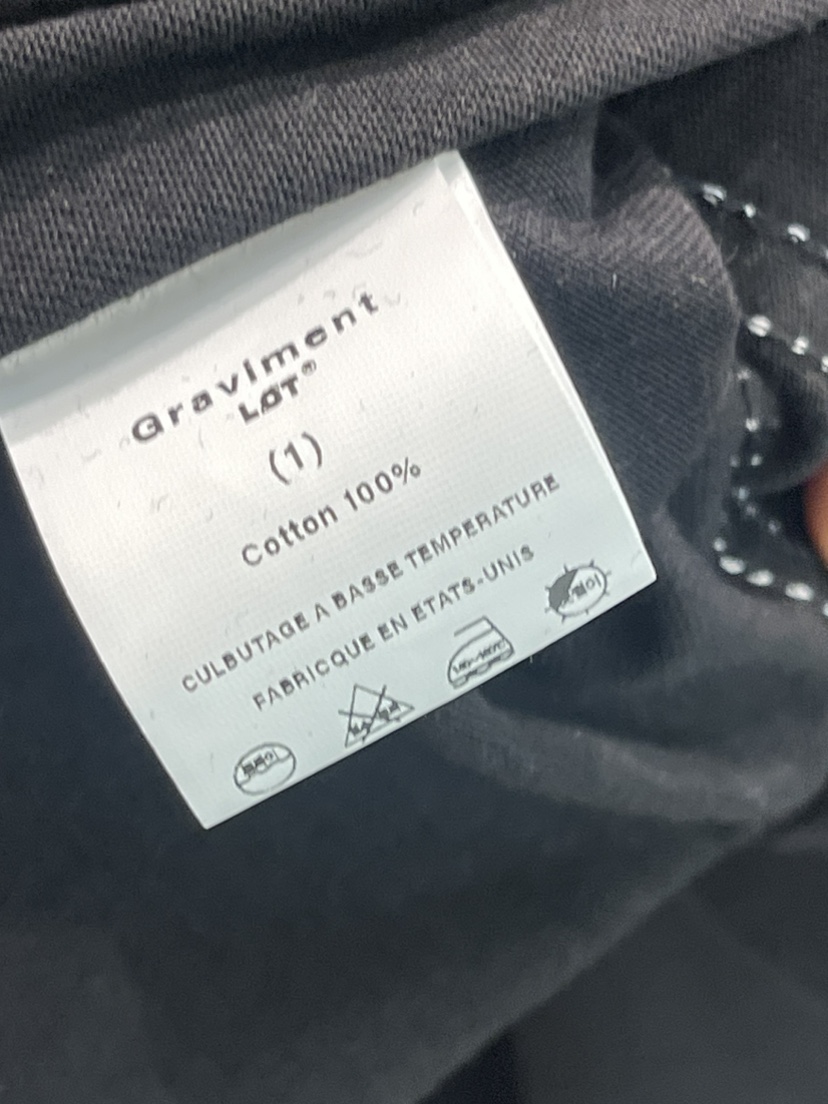 Graviment
LØT®
(1)
Cotton 100%
CULBUTAGE A BASSE TEMPERATURE
FABRICQUE EN ETATS-UNIS